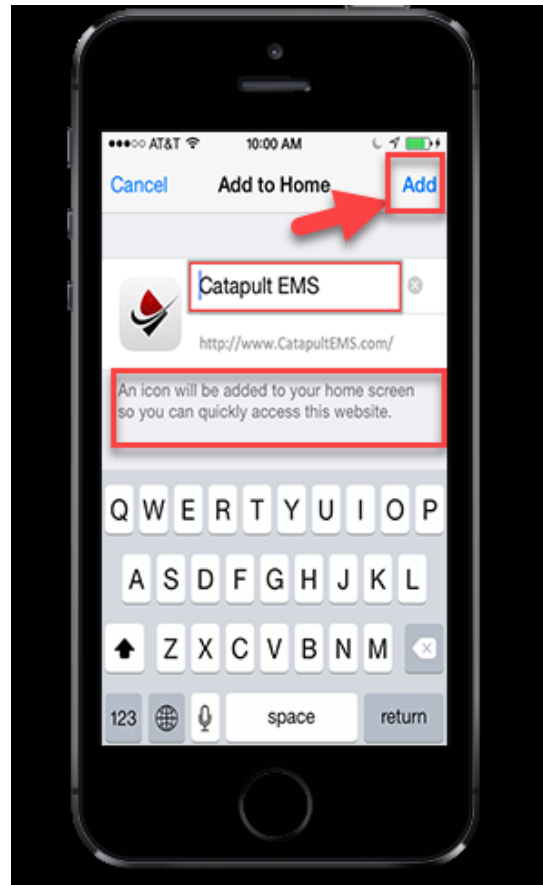 AT&T 10:00 AM
Cancel Add to Home Add
Catapult EMS
http://www.CatapultEMS.com/
An icon will be added to your home screen
so you can quickly access this website.
Q W E R T Y U I O P
A S D F G H J K L
Z X C V B N M
123 space return